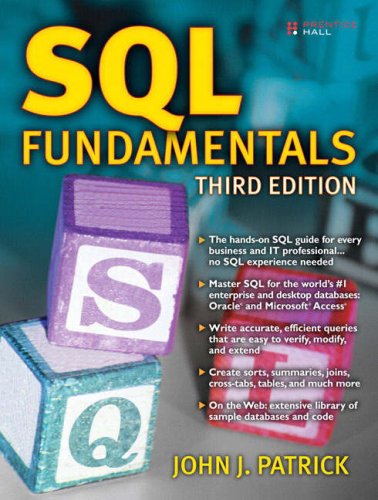 PRENTICE
HALL
SQL
FUNDAMENTALS
THIRD EDITION
The hands-on SQL guide for every
business and IT professional...
no SQL experience needed
Master SQL for the world's #1
enterprise and desktop databases:
Oracle® and Microsoft® Access®
Write accurate, efficient queries
that are easy to verify, modify,
and extend
Create sorts, summaries, joins,
cross-tabs, tables, and much more
On the Web: extensive library of
sample databases and code
S
Q
L
JOHN J. PATRICK